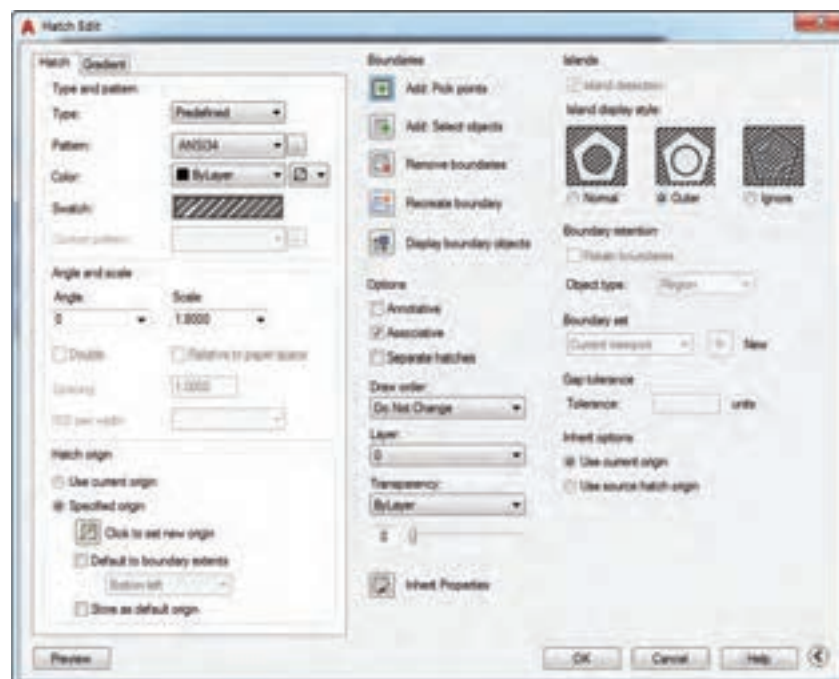 Hatch Edit
Hatch
Gradient
Type and pattern
Type:
Predefined
Pattern:
ANSI34
...
Color:
ByLayer
Swatch:
Custom pattern:
Angle and scale
Angle:
Scale:
0
1.0000
Double
Relative to paper space
Spacing:
1.0000
ISO pen width:
Hatch origin
Use current origin
Specified origin
Click to set new origin
Default to boundary extents
Bottom left
Store as default origin
Preview
Boundaries
Add: Pick points
Add: Select objects
Remove boundaries
Recreate boundary
Display boundary objects
Options
Annotative
Associative
Separate hatches
Draw order:
Do Not Change
Layer:
0
Transparency:
ByLayer
0
Inherit Properties
Islands
Island detection
Island display style:
Normal
Outer
Ignore
Boundary retention
Retain boundaries
Object type:
Region
Boundary set
Current viewport
New
Gap tolerance
Tolerance:
units
Inherit options
Use current origin
Use source hatch origin
OK
Cancel
Help